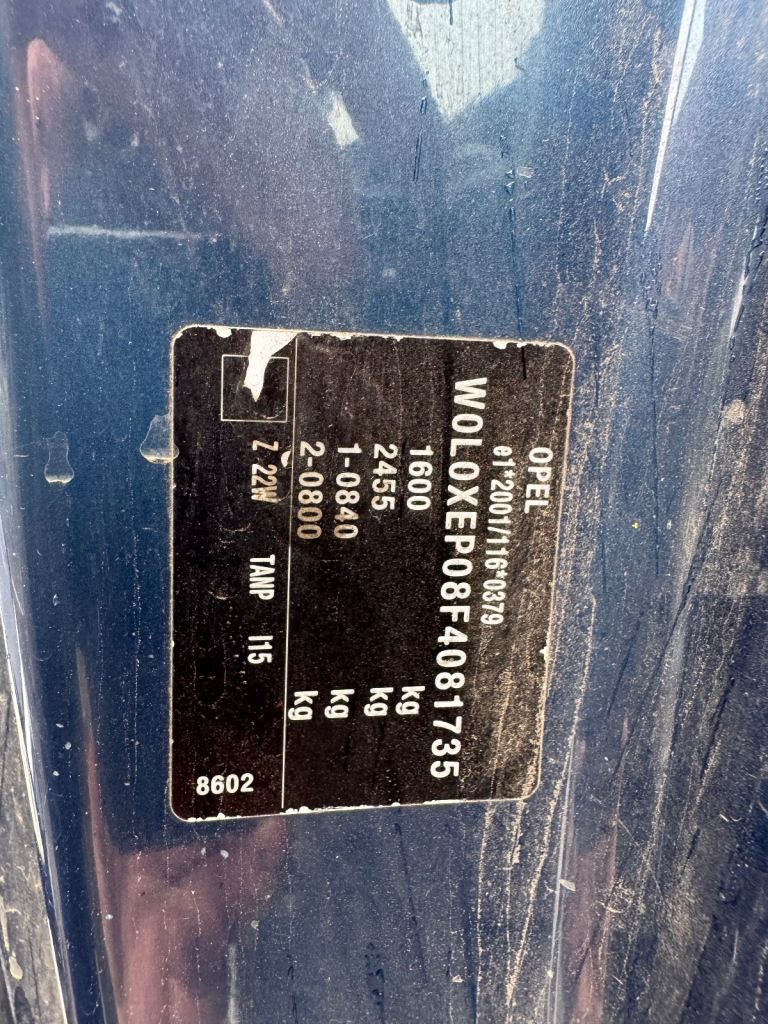 OPEL
e1*2001/116*0379
W0L0XEP08F4081735
1600 kg
2455 kg
1-0840 kg
2-0800 kg
Z 22W TANP I15
8602